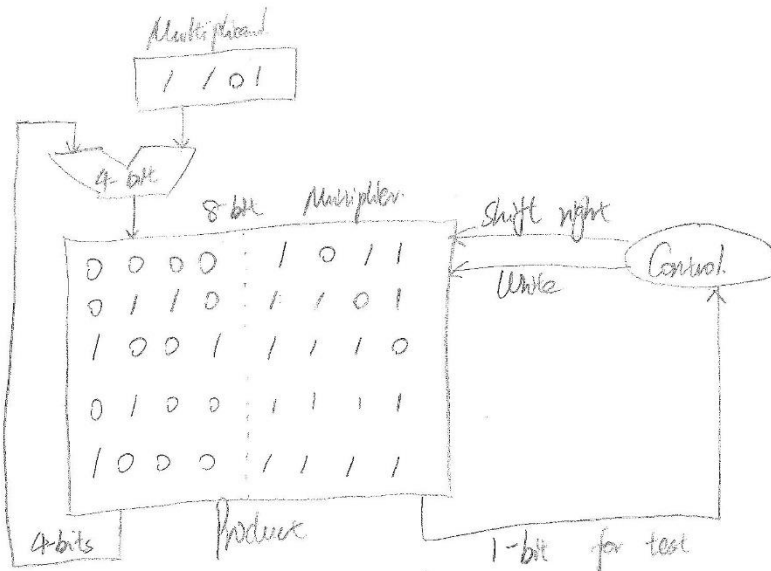 Multiplicand
1 1 0 1
4-bit
8-bit Multiplier.
Shift right
0 0 0 0 1 0 1 1
Control.
Write
0 1 1 0 1 1 0 1
1 0 0 1 1 1 1 0
0 1 0 0 1 1 1 1
1 0 0 0 1 1 1 1
4-bits
Product
1-bit for test